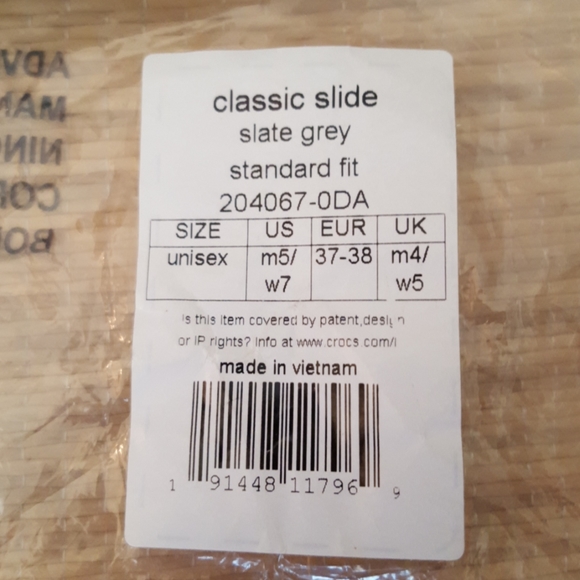 classic slide
slate grey
standard fit
204067-0DA
SIZE US EUR UK
unisex m5/ 37-38 m4/
w7 w5
Is this item covered by patent,desig n
or IP rights? Info at www.crocs.com/i
made in vietnam
1 91448 11796 9